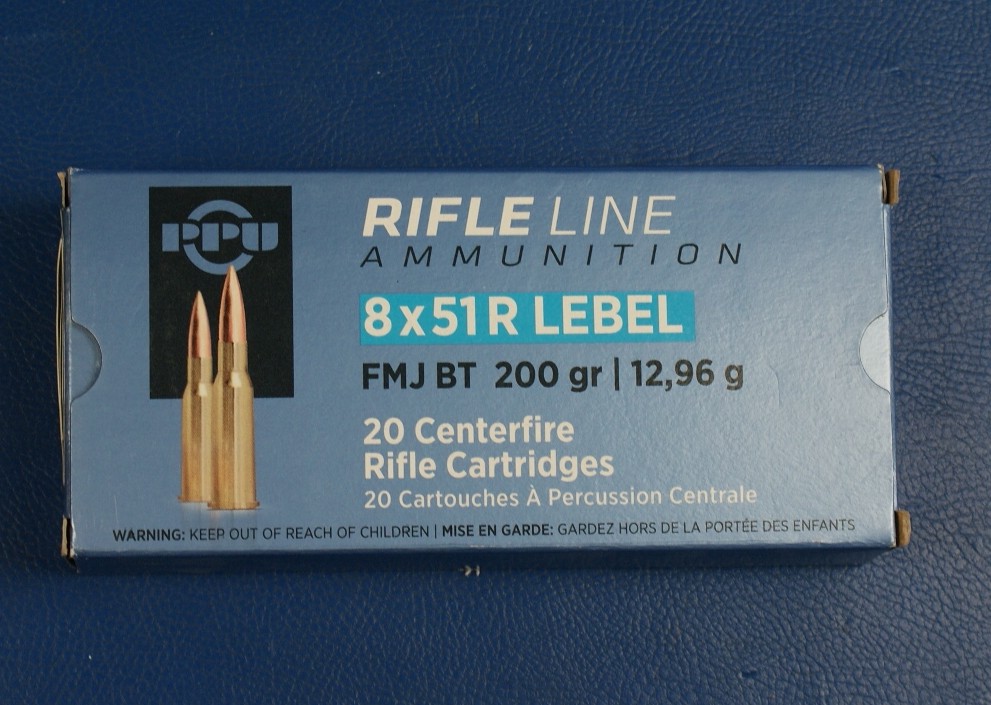 PPU
RIFLE LINE
AMMUNITION
8x51R LEBEL
FMJ BT 200 gr | 12,96 g
20 Centerfire
Rifle Cartridges
20 Cartouches À Percussion Centrale
WARNING: KEEP OUT OF REACH OF CHILDREN | MISE EN GARDE: GARDEZ HORS DE LA PORTÉE DES ENFANTS